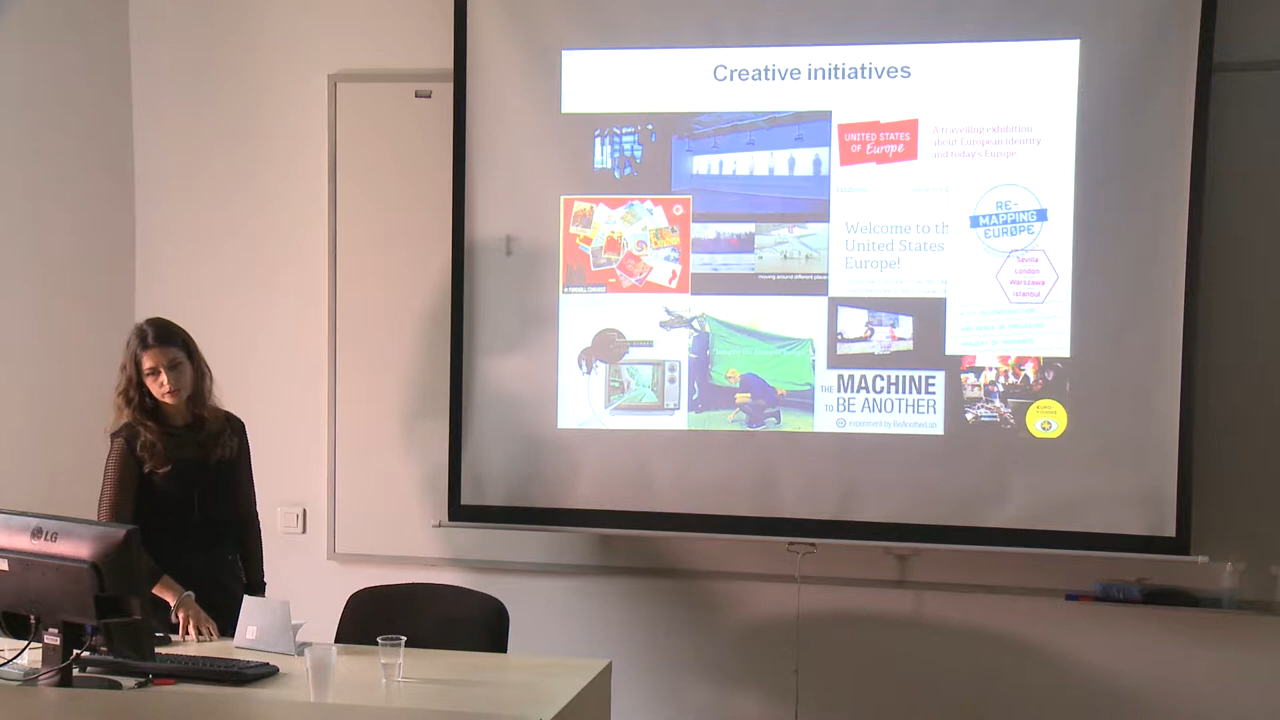 Creative initiatives
UNITED STATES
OF Europe
A travelling exhibition
about European identity
and today's Europe
RE-
MAPPING
EUROPE
Welcome to th
United States
Europe!
Sevilla
London
Warszawa
Istanbul
moving around different place
THE MACHINE
TO BE ANOTHER
experiment by BeAnotherLab
EURO-
LG